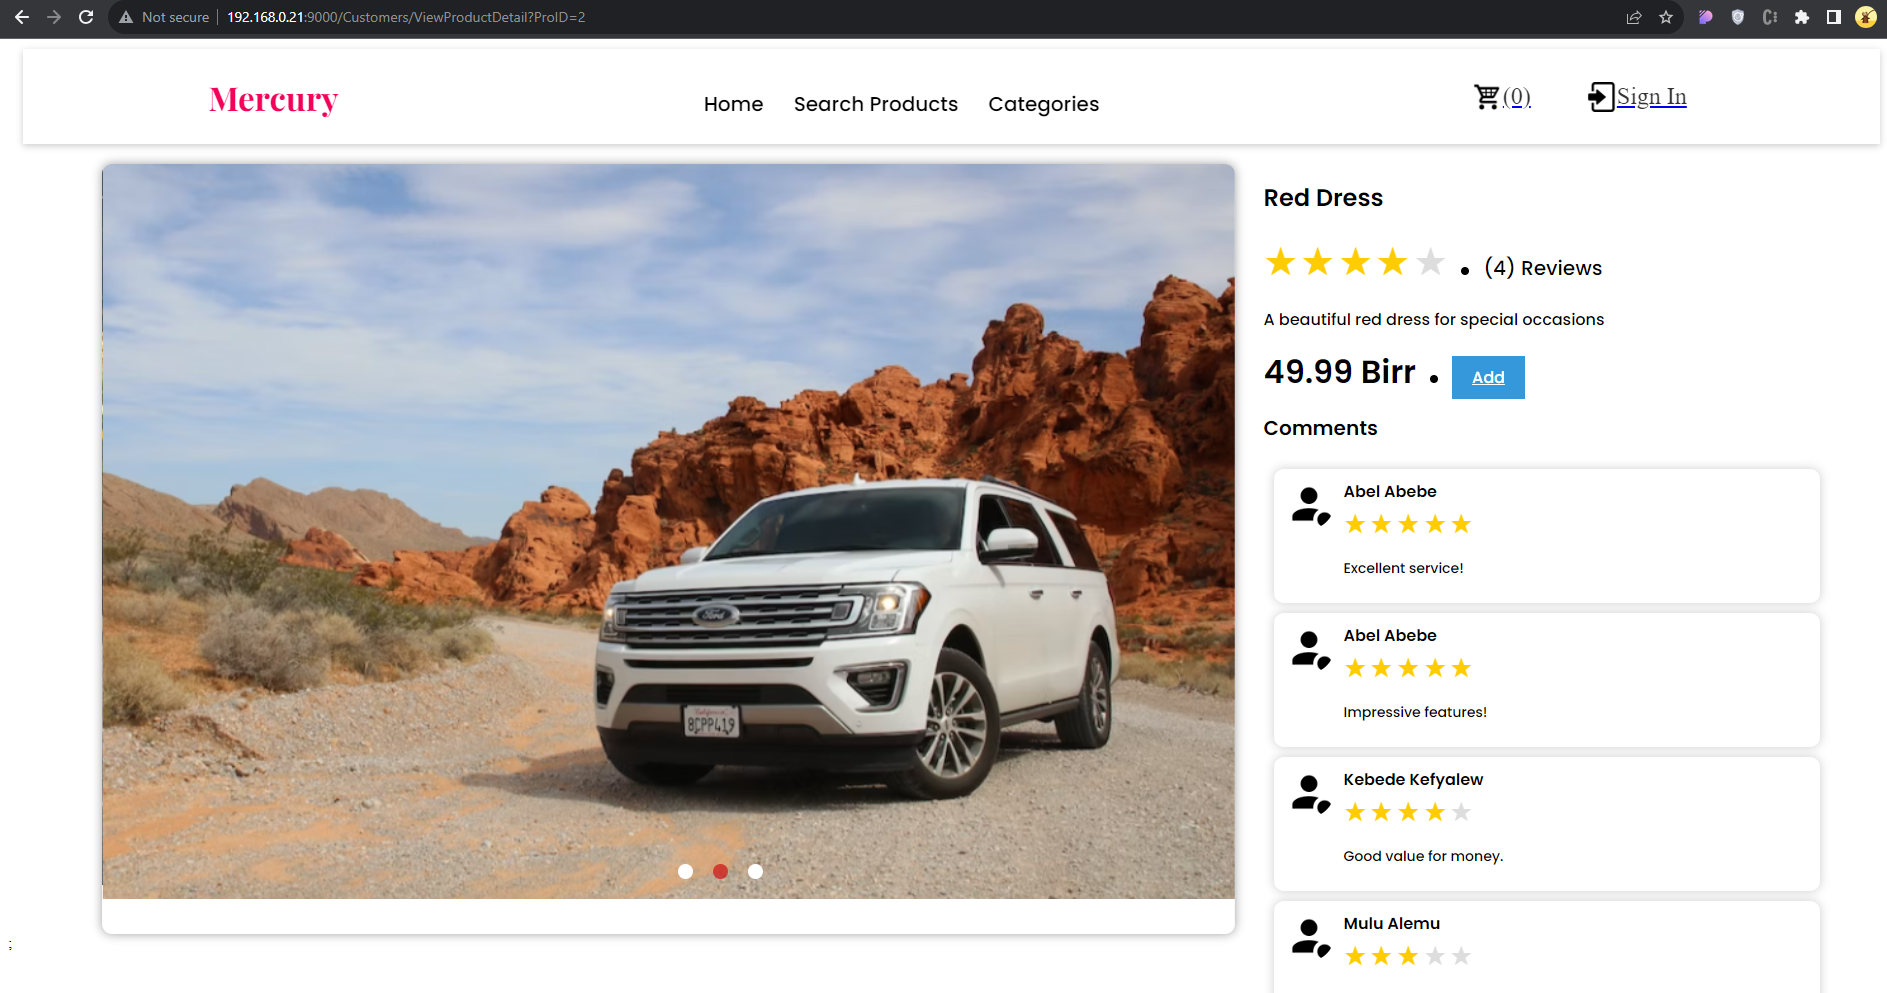 Not secure 192.168.0.21:9000/Customers/ViewProductDetail?ProID=2
Mercury
Home Search Products Categories
(0) Sign In
Red Dress
(4) Reviews
A beautiful red dress for special occasions
49.99 Birr • Add
Comments
Abel Abebe
Excellent service!
Abel Abebe
Impressive features!
Kebede Kefyalew
Good value for money.
Mulu Alemu
Ford
California
8CPP419
;